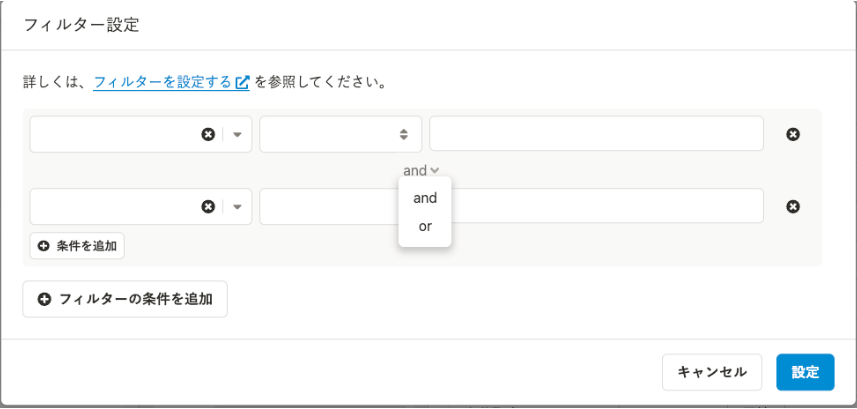 フィルター設定
詳しくは、フィルターを設定する を参照してください。
and
and
or
条件を追加
フィルターの条件を追加
キャンセル 設定